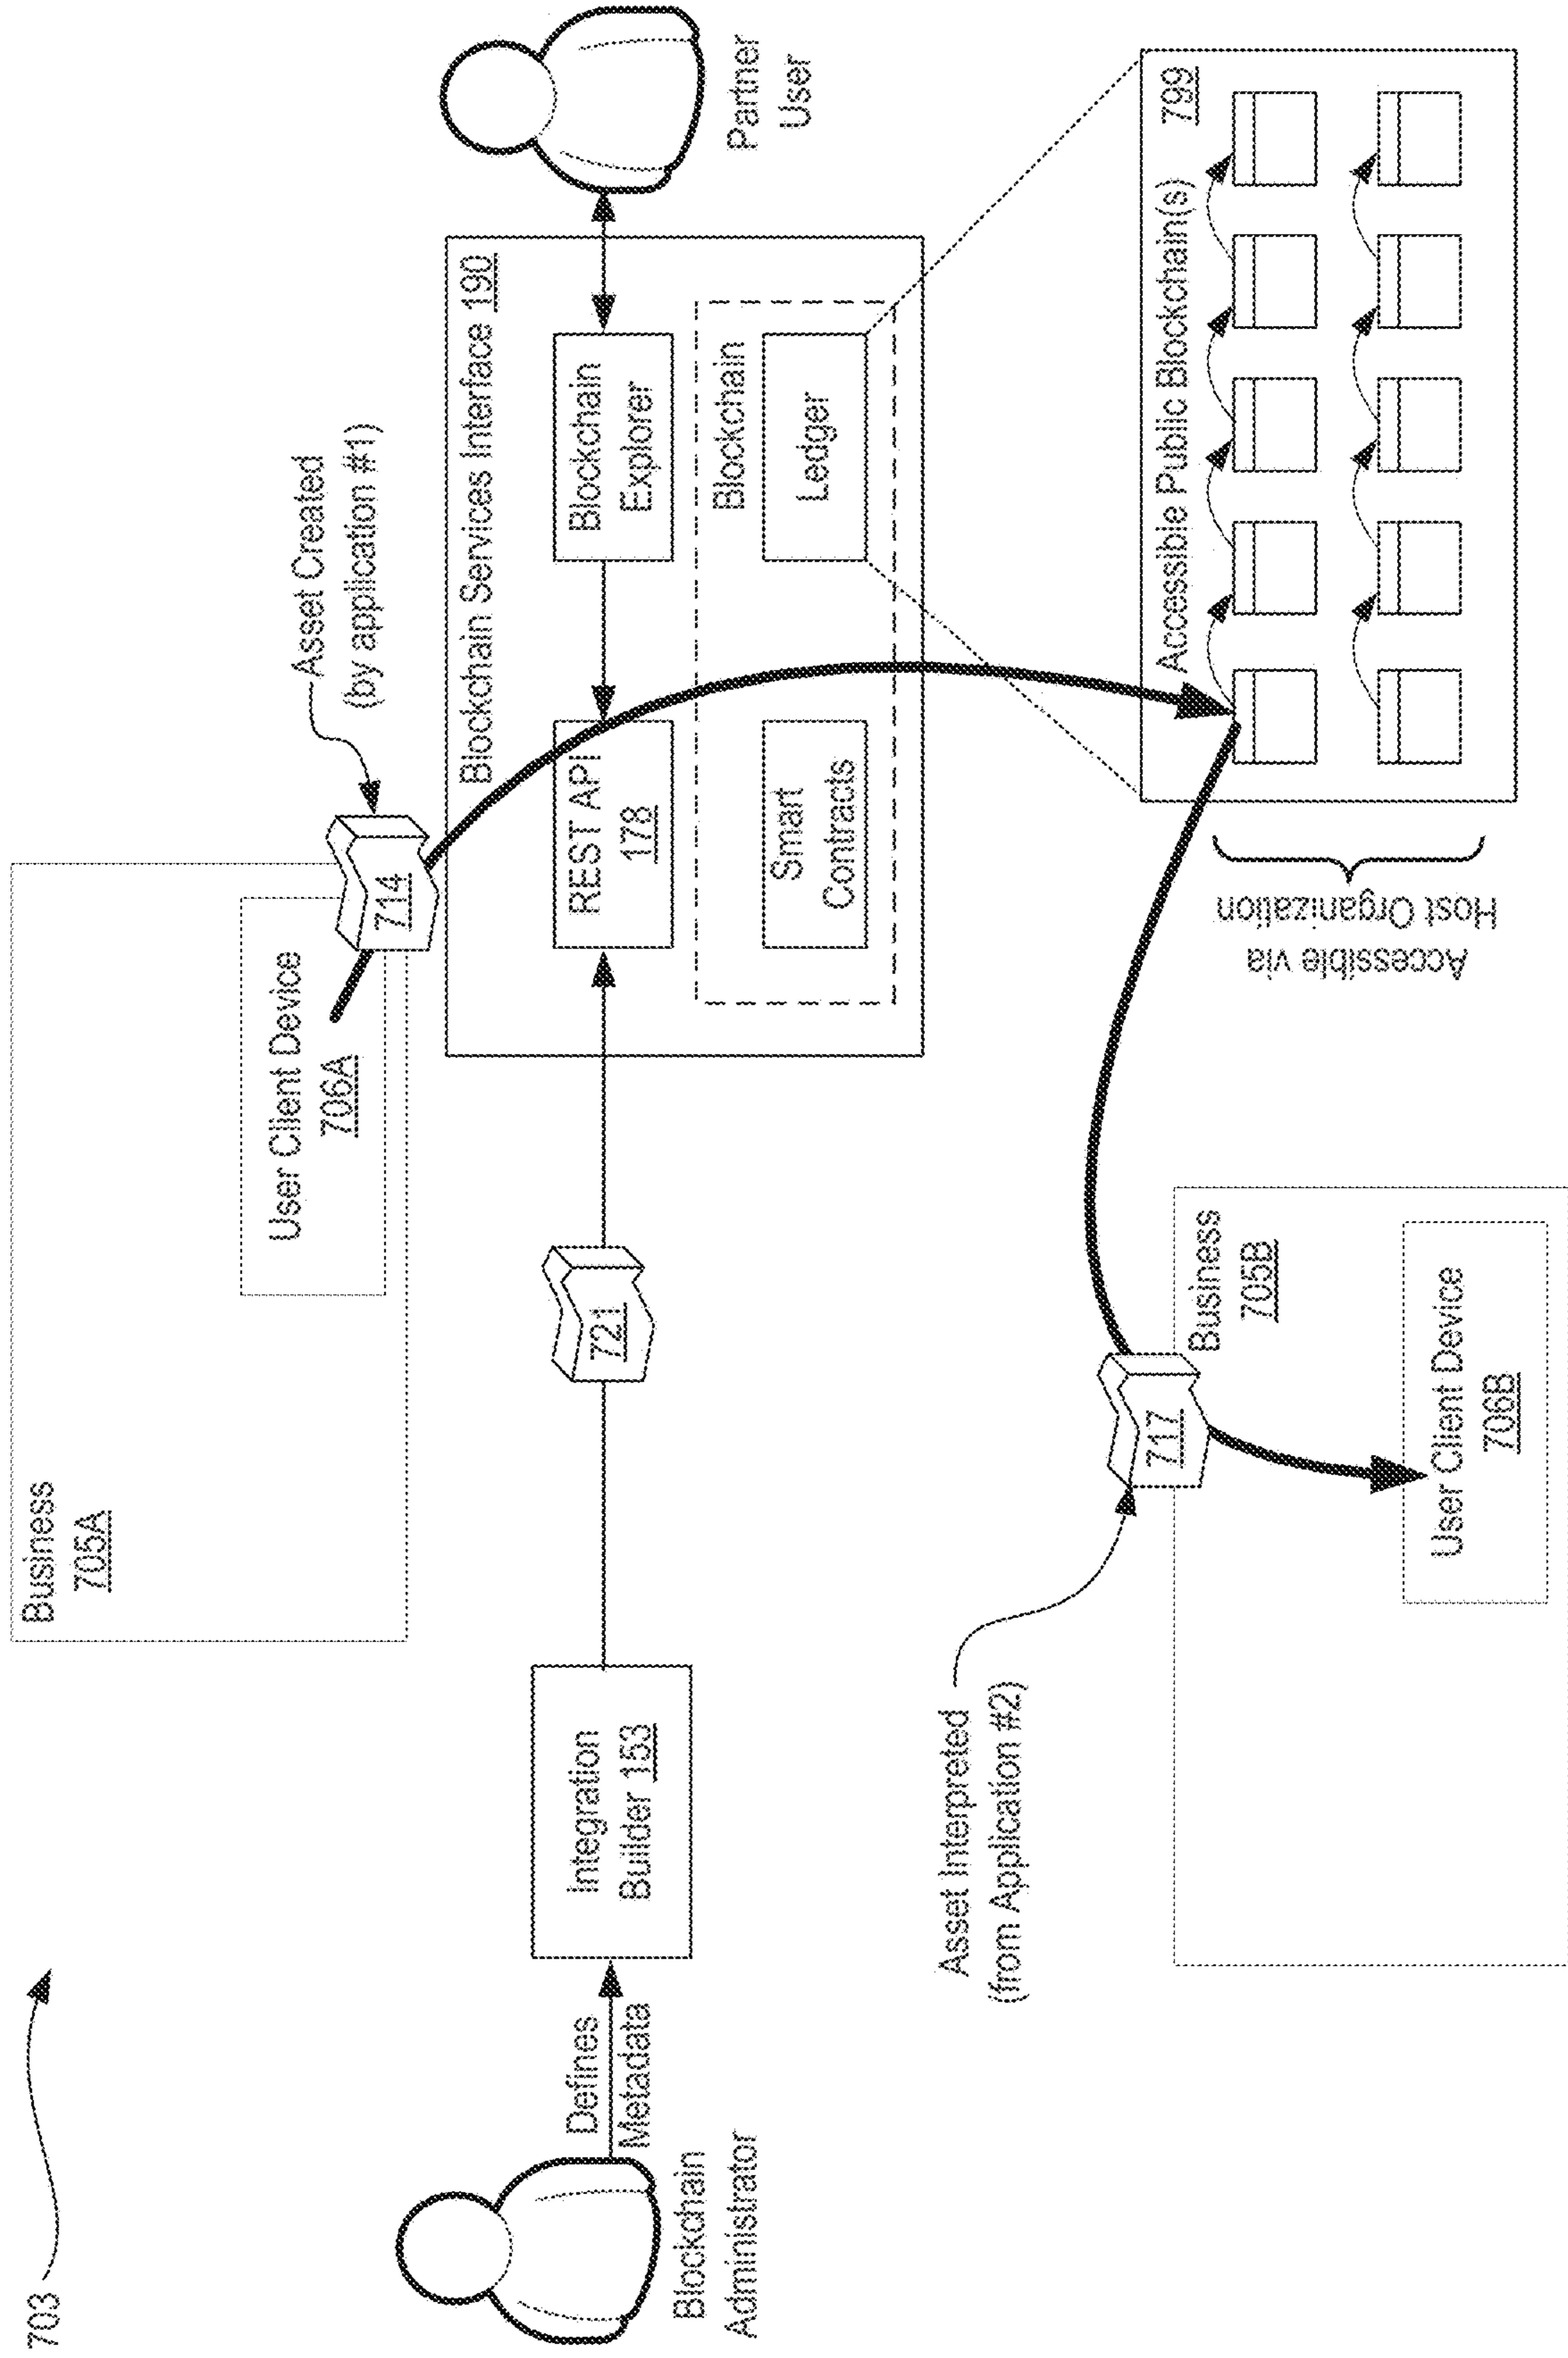 703
Business
705A
User Client Device
706A
714
Asset Created
(by application #1)
Blockchain
Administrator
Defines
Metadata
Integration
Builder 153
721
Blockchain Services Interface 190
REST API
178
Blockchain
Explorer
Blockchain
Smart
Contracts
Ledger
Partner
User
Asset Interpreted
(from Application #2)
717
Business
705B
User Client Device
706B
Accessible via
Host Organization
Accessible Public Blockchain(s) 799